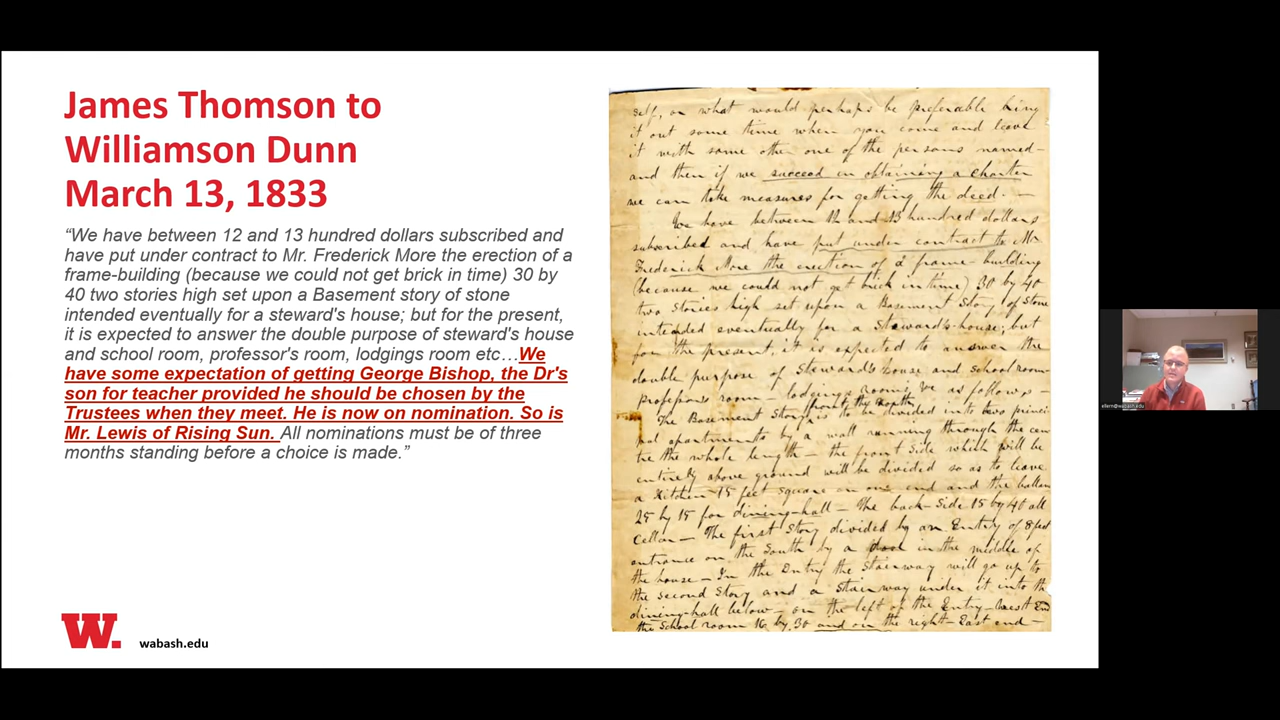 James Thomson to
Williamson Dunn
March 13, 1833
“We have between 12 and 13 hundred dollars subscribed and
have put under contract to Mr. Frederick More the erection of a
frame-building (because we could not get brick in time) 30 by
40 two stories high set upon a Basement story of stone
intended eventually for a steward's house; but for the present,
it is expected to answer the double purpose of steward's house
and school room, professor's room, lodgings room etc…We
have some expectation of getting George Bishop, the Dr's
son for teacher provided he should be chosen by the
Trustees when they meet. He is now on nomination. So is
Mr. Lewis of Rising Sun. All nominations must be of three
months standing before a choice is made.”
W.
wabash.edu
self, or what would perhaps be preferable bring
it out some time when you come and leave
it with some othe one of the persons named-
and then if we succeed in obtaining a charter
we can take measures for getting the deed. —
We have between 12 and 13 hundred dollars
subscribed and have put under contract to Mr
Frederick More the erection of a frame-building
(because we could not get brick in time) 30 by 40
two Stories high set upon a Basement Story of Stone
intended eventually for a Steward's-house; but
for the present, it is expected to answer the
double purpose of Steward's House and School room-
professors room - lodging rooms, &c as follows -
The Basement Story from the North is to be divided into two princi
pal apartments by a wall running through the cen
tre the whole length - the front Side which will be
entirely above ground will be divided so as to leave
a Kitchen 15 feet square on one end and the ballan
25 by 15 for dining-hall - The back-Side 15 by 40 all
Cellar - The first Story divided by an Entry of 8 feet
entrance on the South by a door in the middle of
the house - In the Entry the Stairway will go up to
the second Story and a Stairway under it into the
dining-hall below - on the left of the Entry - West End
the School room 16 by 30 and on the right - East end -
ellern@wabash.edu